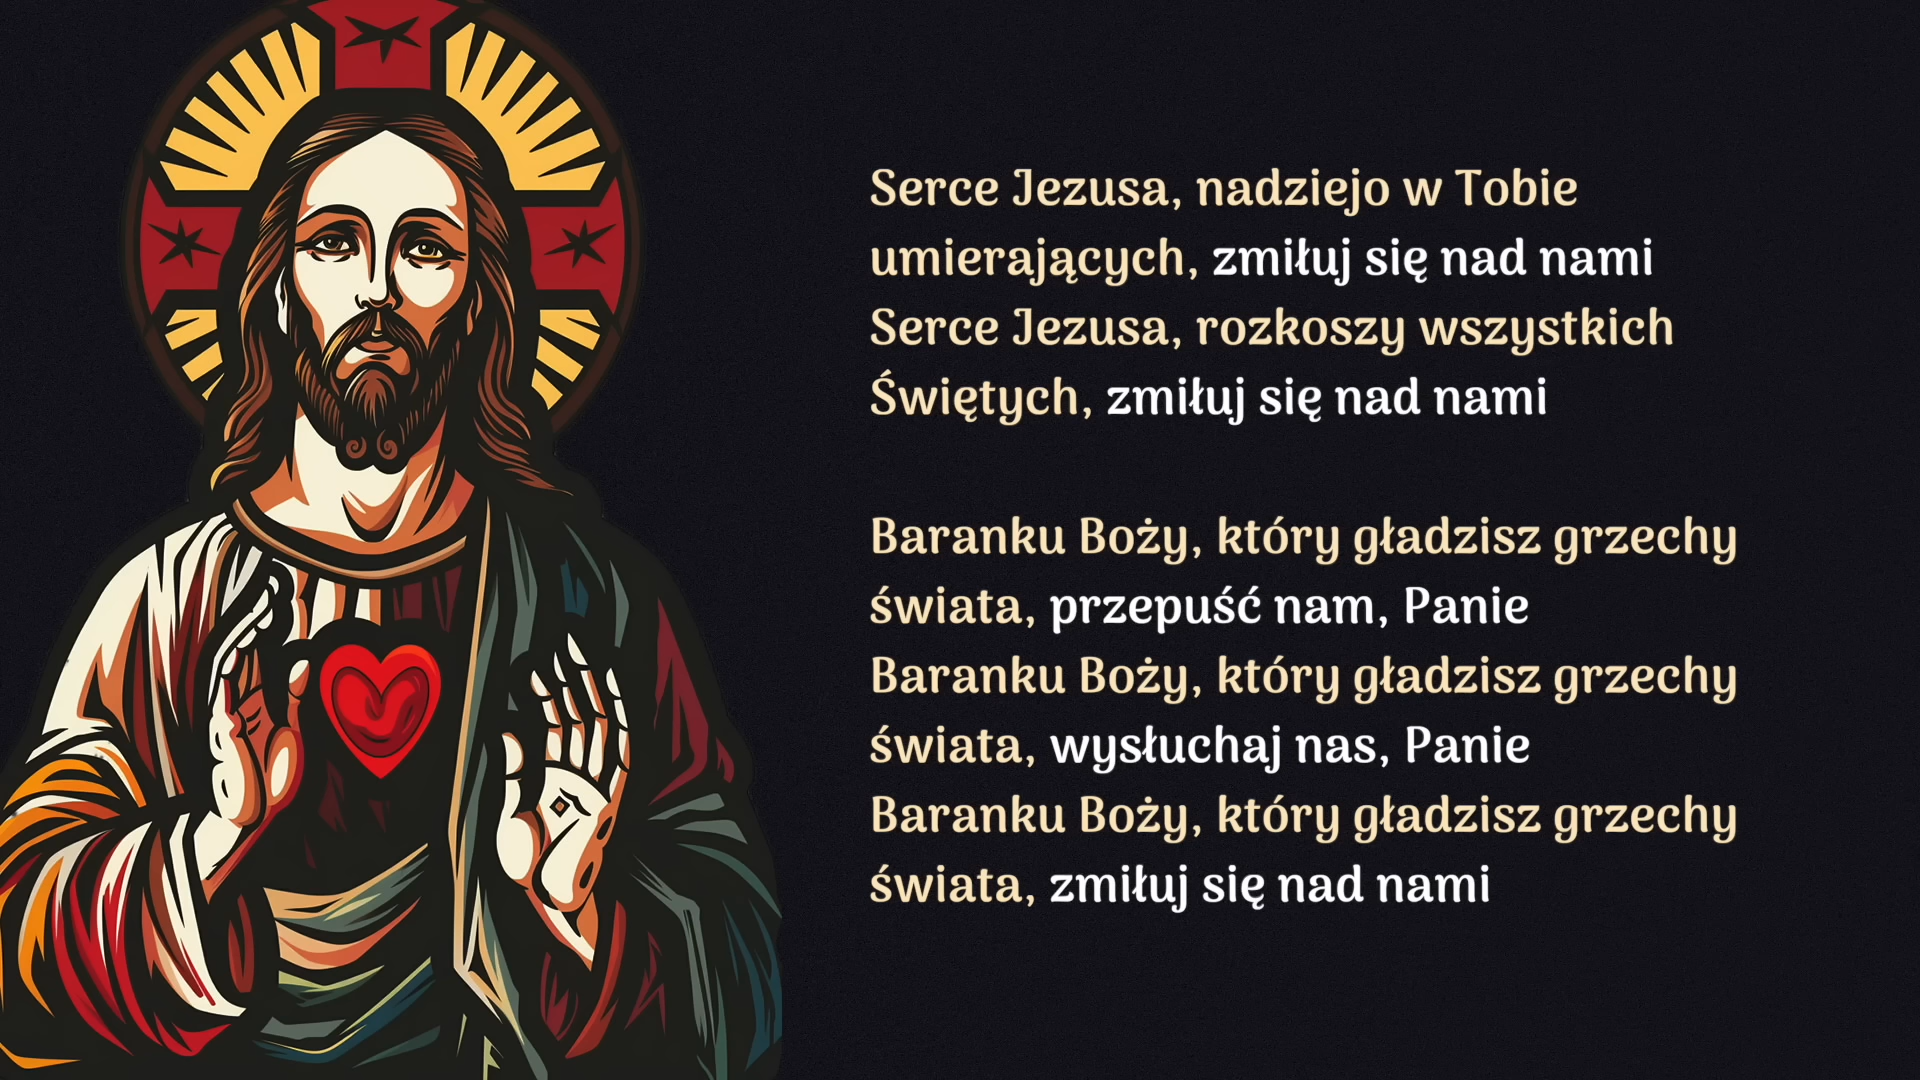 Serce Jezusa, nadziejo w Tobie
umierających, zmiłuj się nad nami
Serce Jezusa, rozkoszy wszystkich
Świętych, zmiłuj się nad nami
Baranku Boży, który gładzisz grzechy
świata, przepuść nam, Panie
Baranku Boży, który gładzisz grzechy
świata, wysłuchaj nas, Panie
Baranku Boży, który gładzisz grzechy
świata, zmiłuj się nad nami